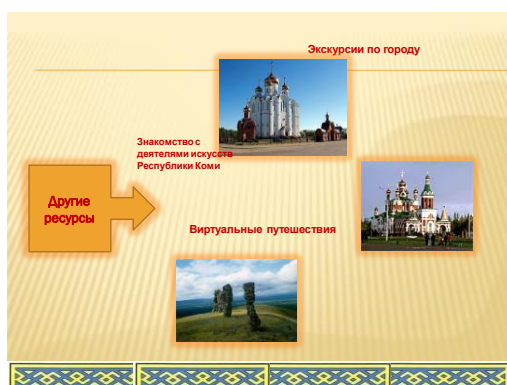 Экскурсии по городу
Знакомство с
деятелями искусств
Республики Коми
Другие
ресурсы
Виртуальные путешествия